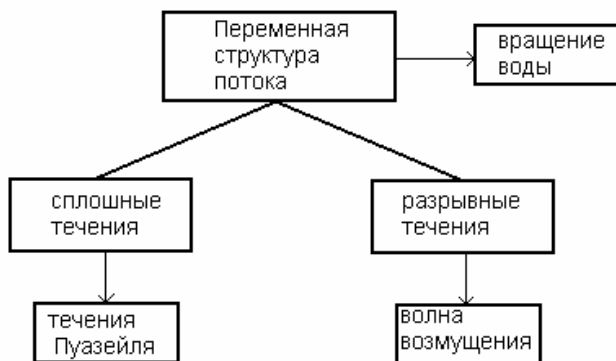 Переменная
структура
потока
вращение
воды
сплошные
течения
разрывные
течения
течения
Пуазейля
волна
возмущения